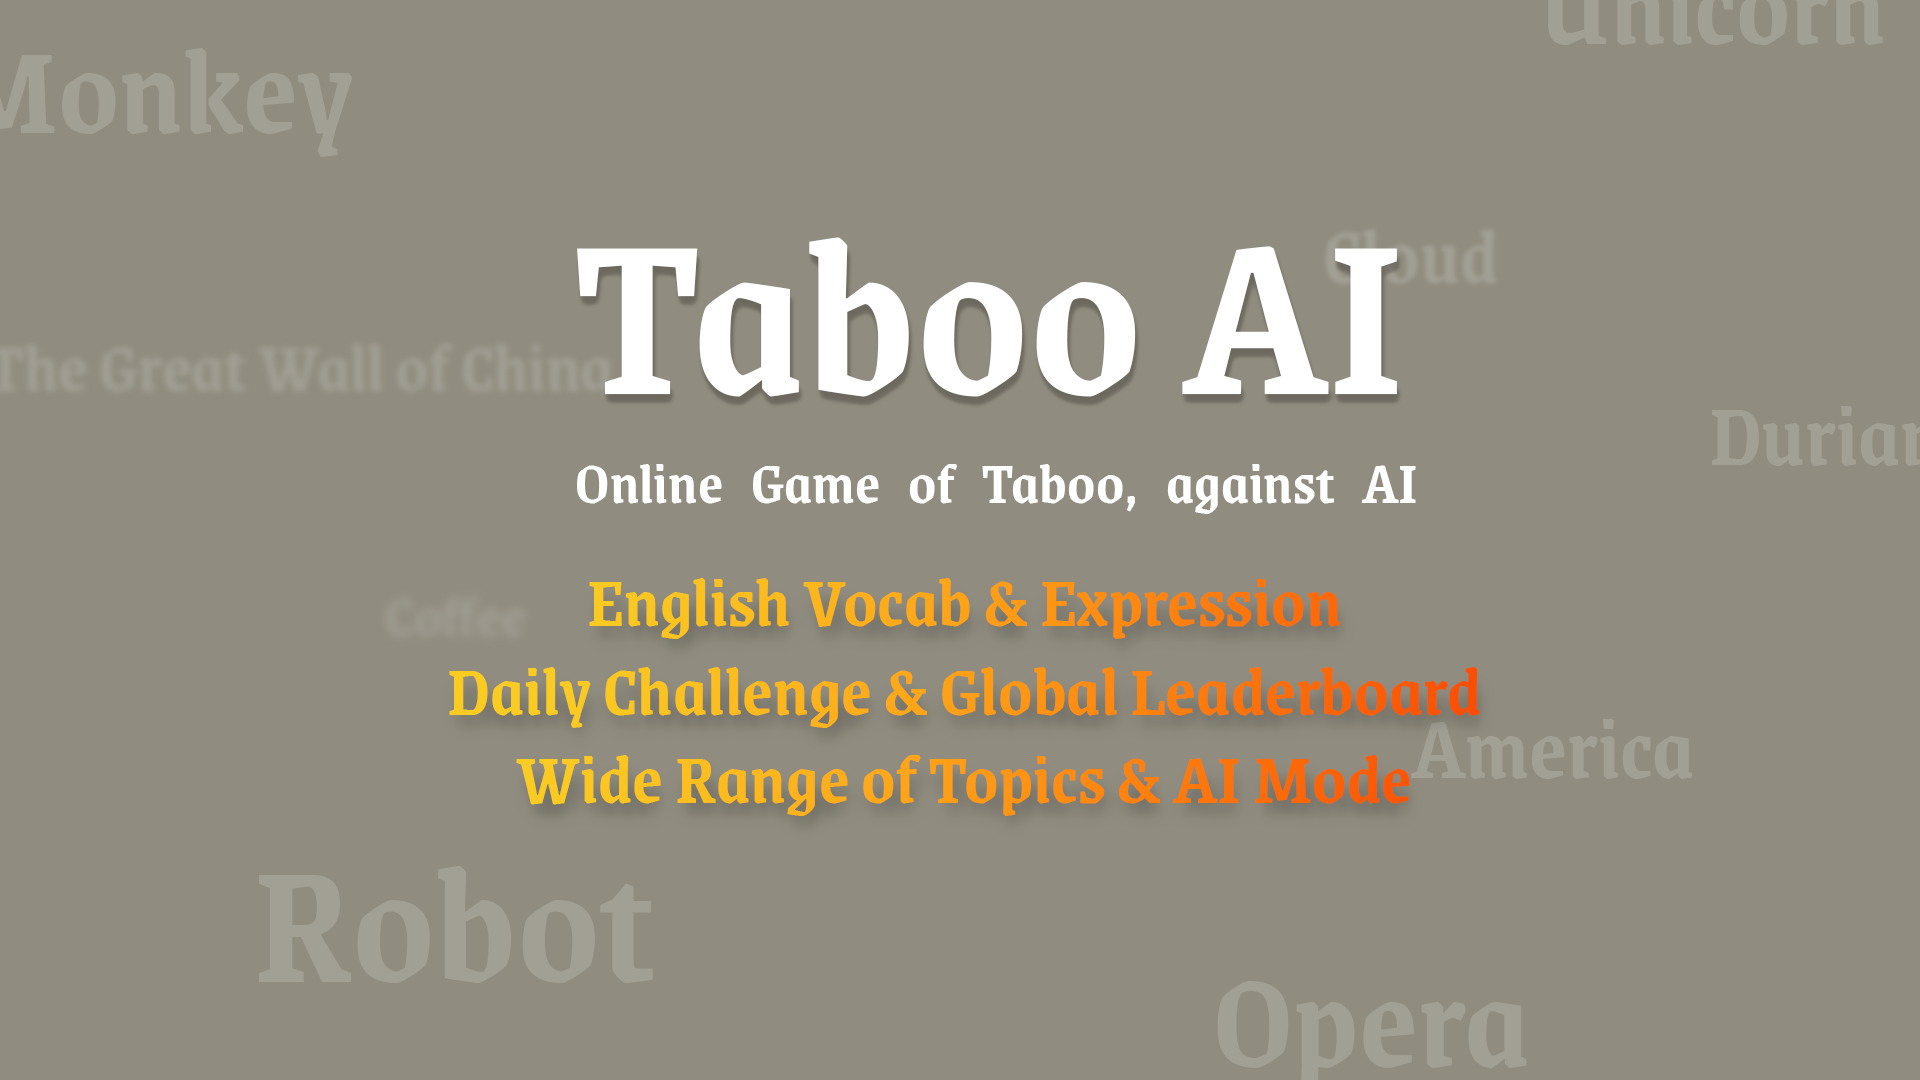 Unicorn
Monkey
Cloud
Taboo AI
The Great Wall of China
Durian
Online Game of Taboo, against AI
English Vocab & Expression
Coffee
Daily Challenge & Global Leaderboard
America
Wide Range of Topics & AI Mode
Robot
Opera